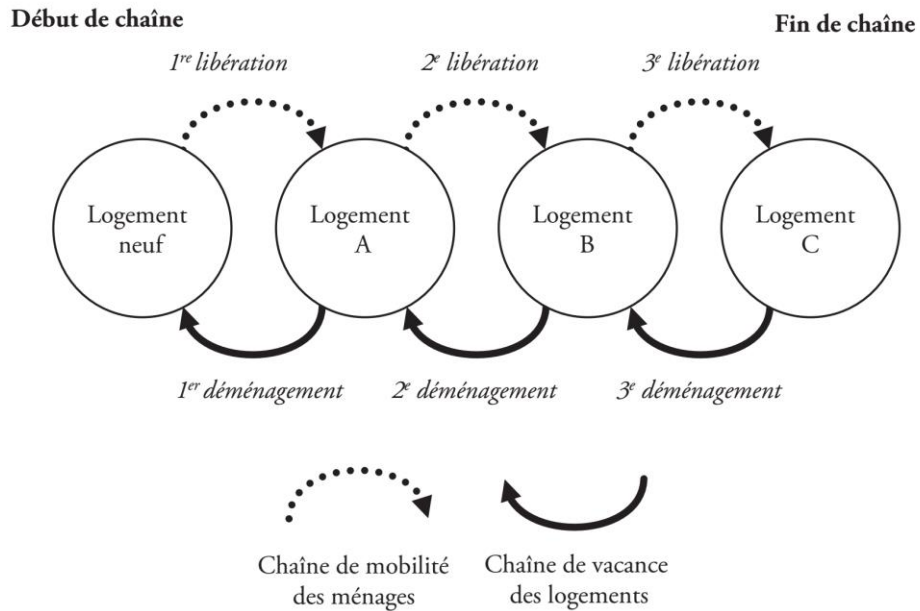 Début de chaîne
Fin de chaîne
1re libération
2e libération
3e libération
Logement
neuf
Logement
A
Logement
B
Logement
C
1er déménagement
2e déménagement
3e déménagement
Chaîne de mobilité
des ménages
Chaîne de vacance
des logements